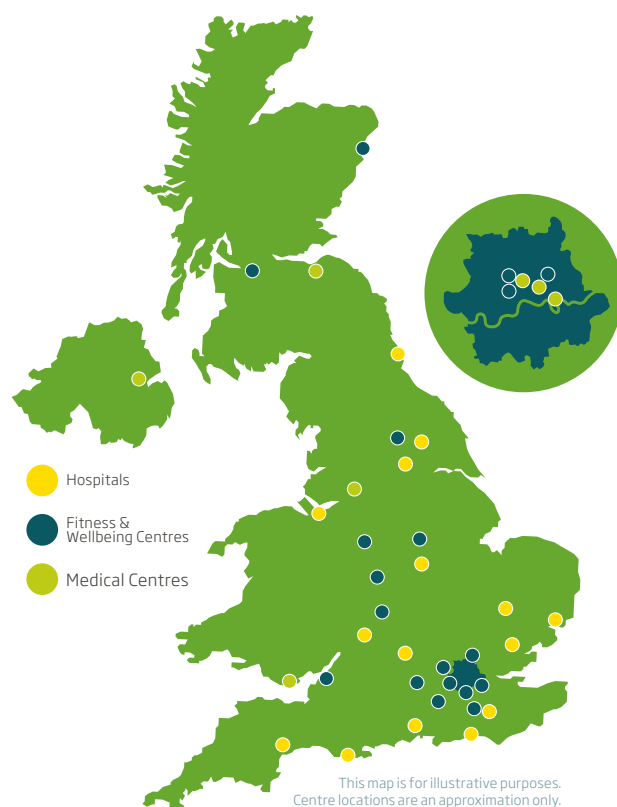 Hospitals
Fitness &
Wellbeing Centres
Medical Centres
This map is for illustrative purposes.
Centre locations are an approximation only.